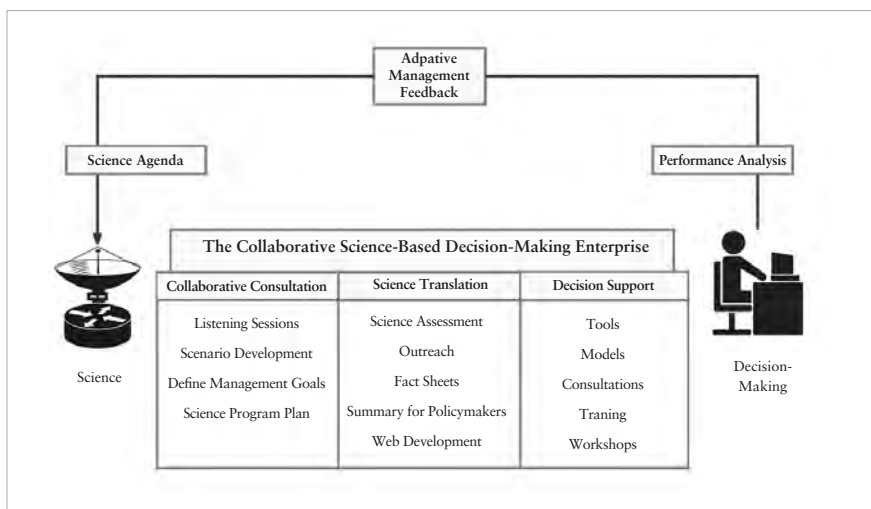 Adpative
Management
Feedback
Science Agenda
Performance Analysis
The Collaborative Science-Based Decision-Making Enterprise
Collaborative Consultation
Listening Sessions
Scenario Development
Define Management Goals
Science Program Plan
Science Translation
Science Assessment
Outreach
Fact Sheets
Summary for Policymakers
Web Development
Decision Support
Tools
Models
Consultations
Traning
Workshops
Science
Decision-
Making